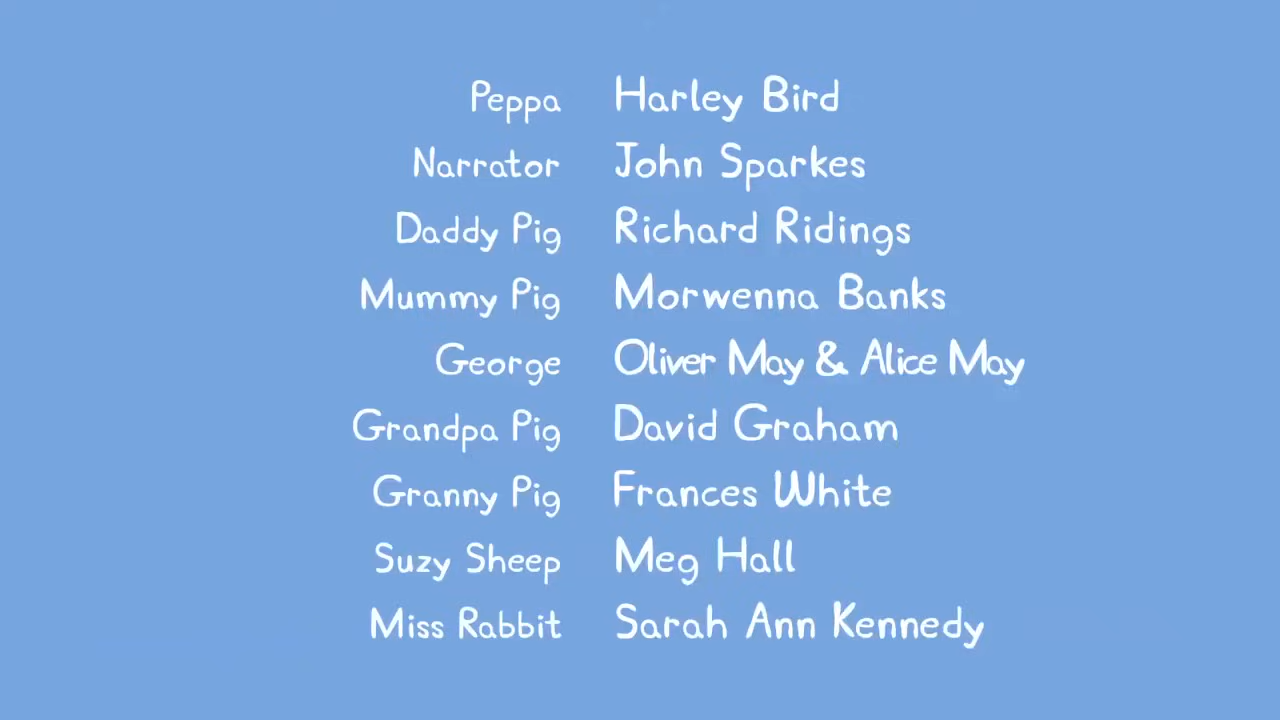 Peppa Harley Bird
Narrator John Sparkes
Daddy Pig Richard Ridings
Mummy Pig Morwenna Banks
George Oliver May & Alice May
Grandpa Pig David Graham
Granny Pig Frances White
Suzy Sheep Meg Hall
Miss Rabbit Sarah Ann Kennedy